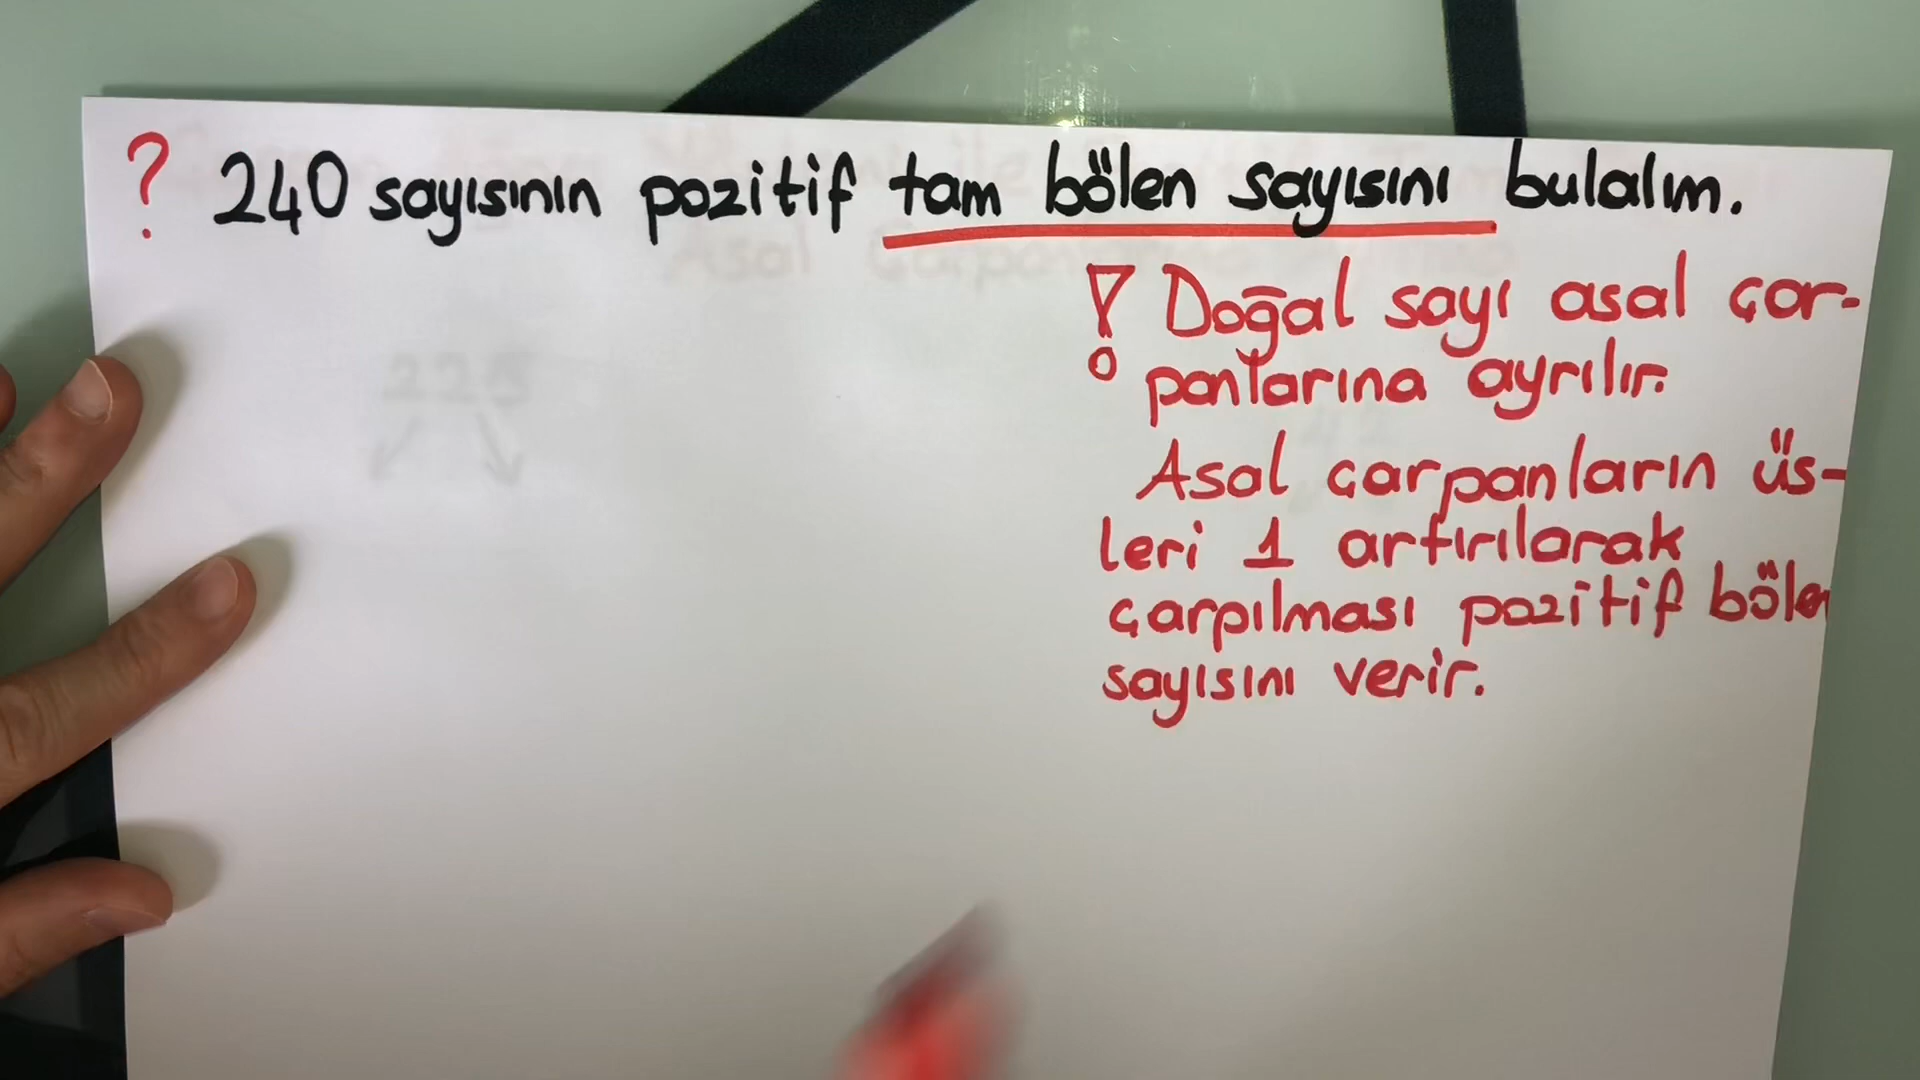 ? 240 sayısının pozitif tam bölen sayısını bulalım.
! Doğal sayı asal çar-
panlarına ayrılır.
Asal çarpanların üs-
leri 1 artırılarak
çarpılması pozitif bölen
sayısını verir.
225